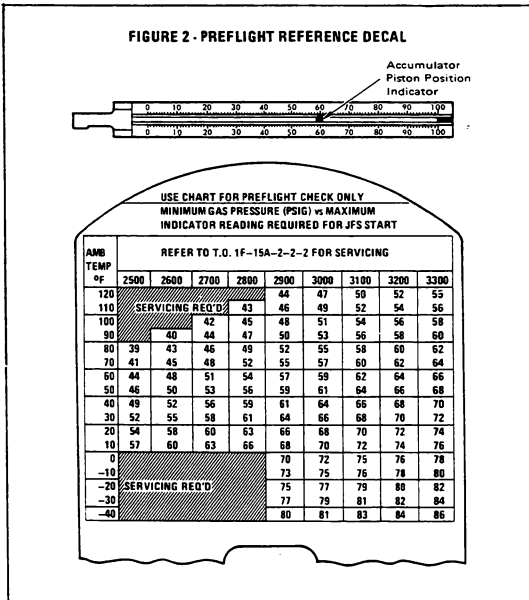 FIGURE 2 - PREFLIGHT REFERENCE DECAL
Accumulator
Piston Position
Indicator
0 10 20 30 40 50 60 70 80 90 100
0 10 20 30 40 50 60 70 80 90 100
USE CHART FOR PREFLIGHT CHECK ONLY
MINIMUM GAS PRESSURE (PSIG) vs MAXIMUM
INDICATOR READING REQUIRED FOR JFS START
AMB TEMP °F
REFER TO T.O. 1F-15A-2-2-2 FOR SERVICING
2500 2600 2700 2800 2900 3000 3100 3200 3300
120 44 47 50 52 55
110 SERVICING REQ'D 43 46 49 52 54 56
100 42 45 48 51 54 56 58
90 40 44 47 50 53 56 58 60
80 39 43 46 49 52 55 58 60 62
70 41 45 48 52 55 57 60 62 64
60 44 48 51 54 57 59 62 64 66
50 46 50 53 56 59 61 64 66 68
40 49 52 56 59 61 64 66 68 70
30 52 55 58 61 64 66 68 70 72
20 54 58 60 63 66 68 70 72 74
10 57 60 63 66 68 70 72 74 76
0 70 72 75 76 78
-10 73 75 76 78 80
-20 SERVICING REQ'D 75 77 79 80 82
-30 77 79 81 82 84
-40 80 81 83 84 86